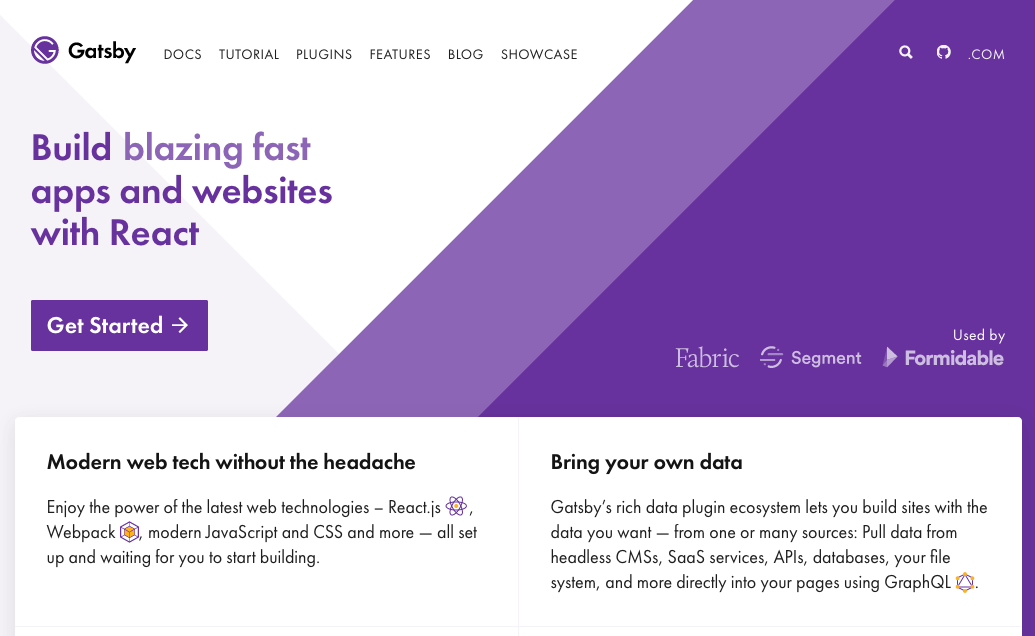 Gatsby DOCS TUTORIAL PLUGINS FEATURES BLOG SHOWCASE .COM
Build blazing fast
apps and websites
with React
Get Started →
Used by
Fabric Segment Formidable
Modern web tech without the headache
Enjoy the power of the latest web technologies – React.js ,
Webpack , modern JavaScript and CSS and more — all set
up and waiting for you to start building.
Bring your own data
Gatsby’s rich data plugin ecosystem lets you build sites with the
data you want — from one or many sources: Pull data from
headless CMSs, SaaS services, APIs, databases, your file
system, and more directly into your pages using GraphQL .